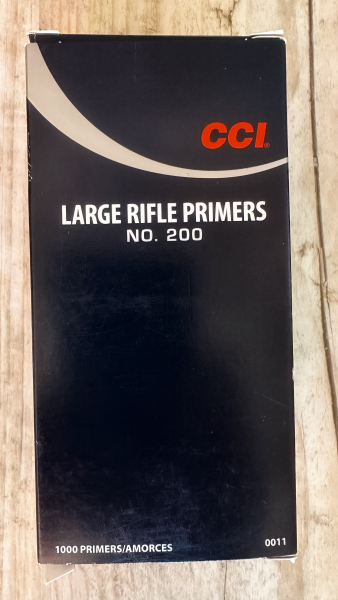 CCI®
LARGE RIFLE PRIMERS
NO. 200
1000 PRIMERS/AMORCES
0011